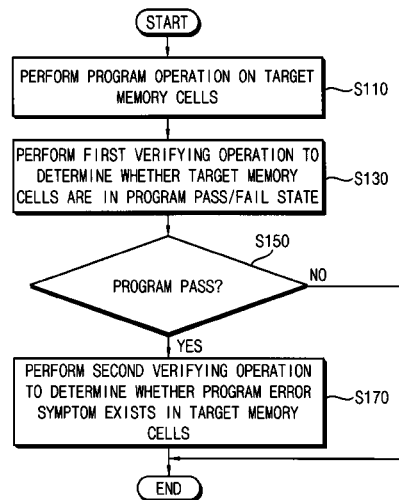 START
PERFORM PROGRAM OPERATION ON TARGET
MEMORY CELLS
S110
PERFORM FIRST VERIFYING OPERATION TO
DETERMINE WHETHER TARGET MEMORY
CELLS ARE IN PROGRAM PASS/FAIL STATE
S130
S150
PROGRAM PASS?
NO
YES
PERFORM SECOND VERIFYING OPERATION
TO DETERMINE WHETHER PROGRAM ERROR
SYMPTOM EXISTS IN TARGET MEMORY
CELLS
S170
END